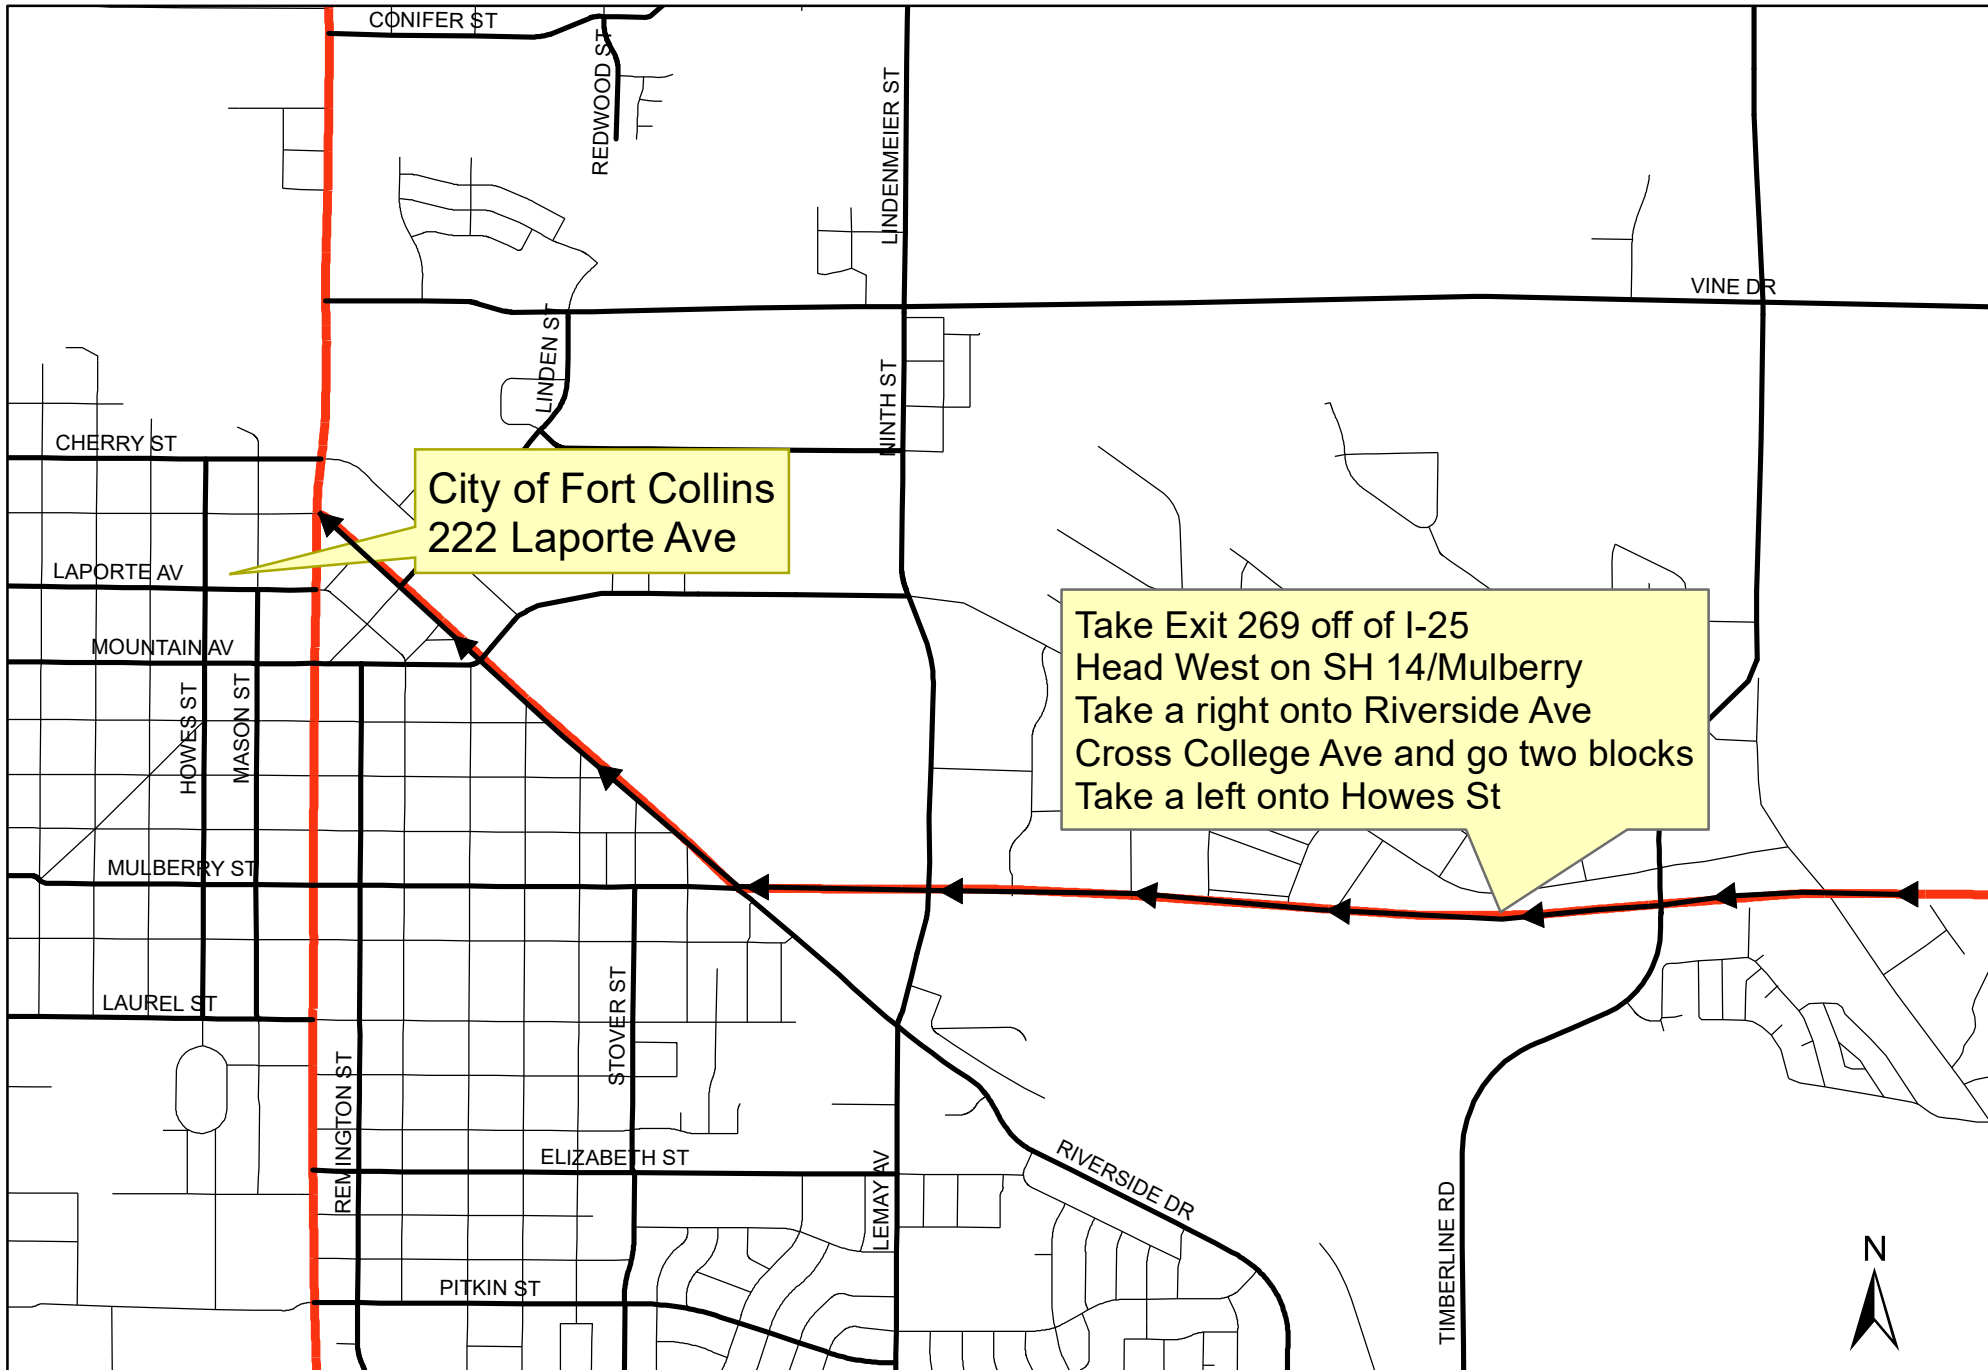 CONIFER ST
REDWOOD ST
LINDENMEIER ST
VINE DR
LINDEN ST
NINTH ST
CHERRY ST
City of Fort Collins
222 Laporte Ave
LAPORTE AV
Take Exit 269 off of I-25
Head West on SH 14/Mulberry
Take a right onto Riverside Ave
Cross College Ave and go two blocks
Take a left onto Howes St
MOUNTAIN AV
HOWES ST
MASON ST
MULBERRY ST
LAUREL ST
STOVER ST
REMINGTON ST
ELIZABETH ST
LEMAY AV
RIVERSIDE DR
TIMBERLINE RD
PITKIN ST
N